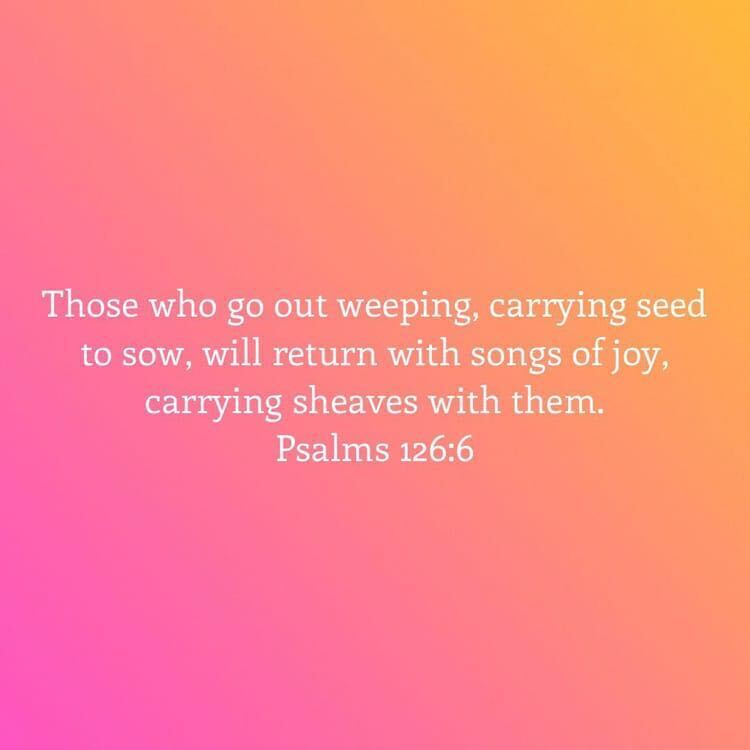 Those who go out weeping, carrying seed
to sow, will return with songs of joy,
carrying sheaves with them.
Psalms 126:6